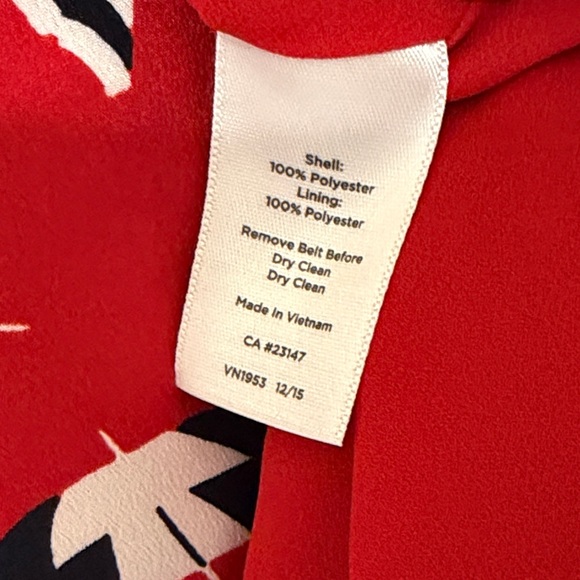 Shell:
100% Polyester
Lining:
100% Polyester
Remove Belt Before
Dry Clean
Dry Clean
Made In Vietnam
CA #23147
VN1953 12/15